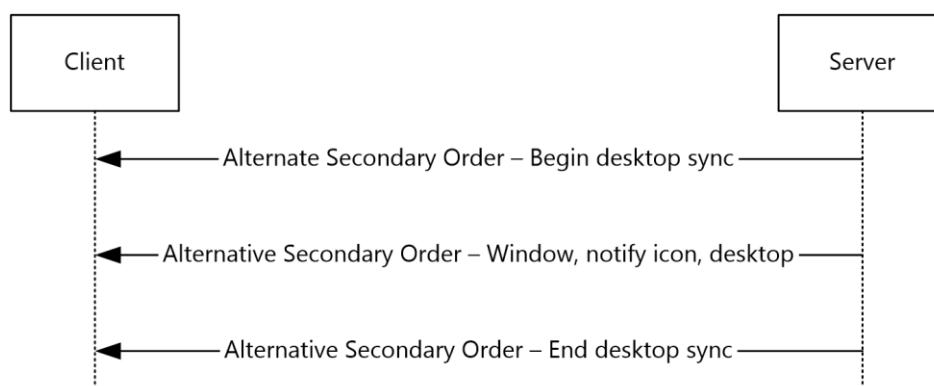 Client
Server
Alternate Secondary Order – Begin desktop sync
Alternative Secondary Order – Window, notify icon, desktop
Alternative Secondary Order – End desktop sync